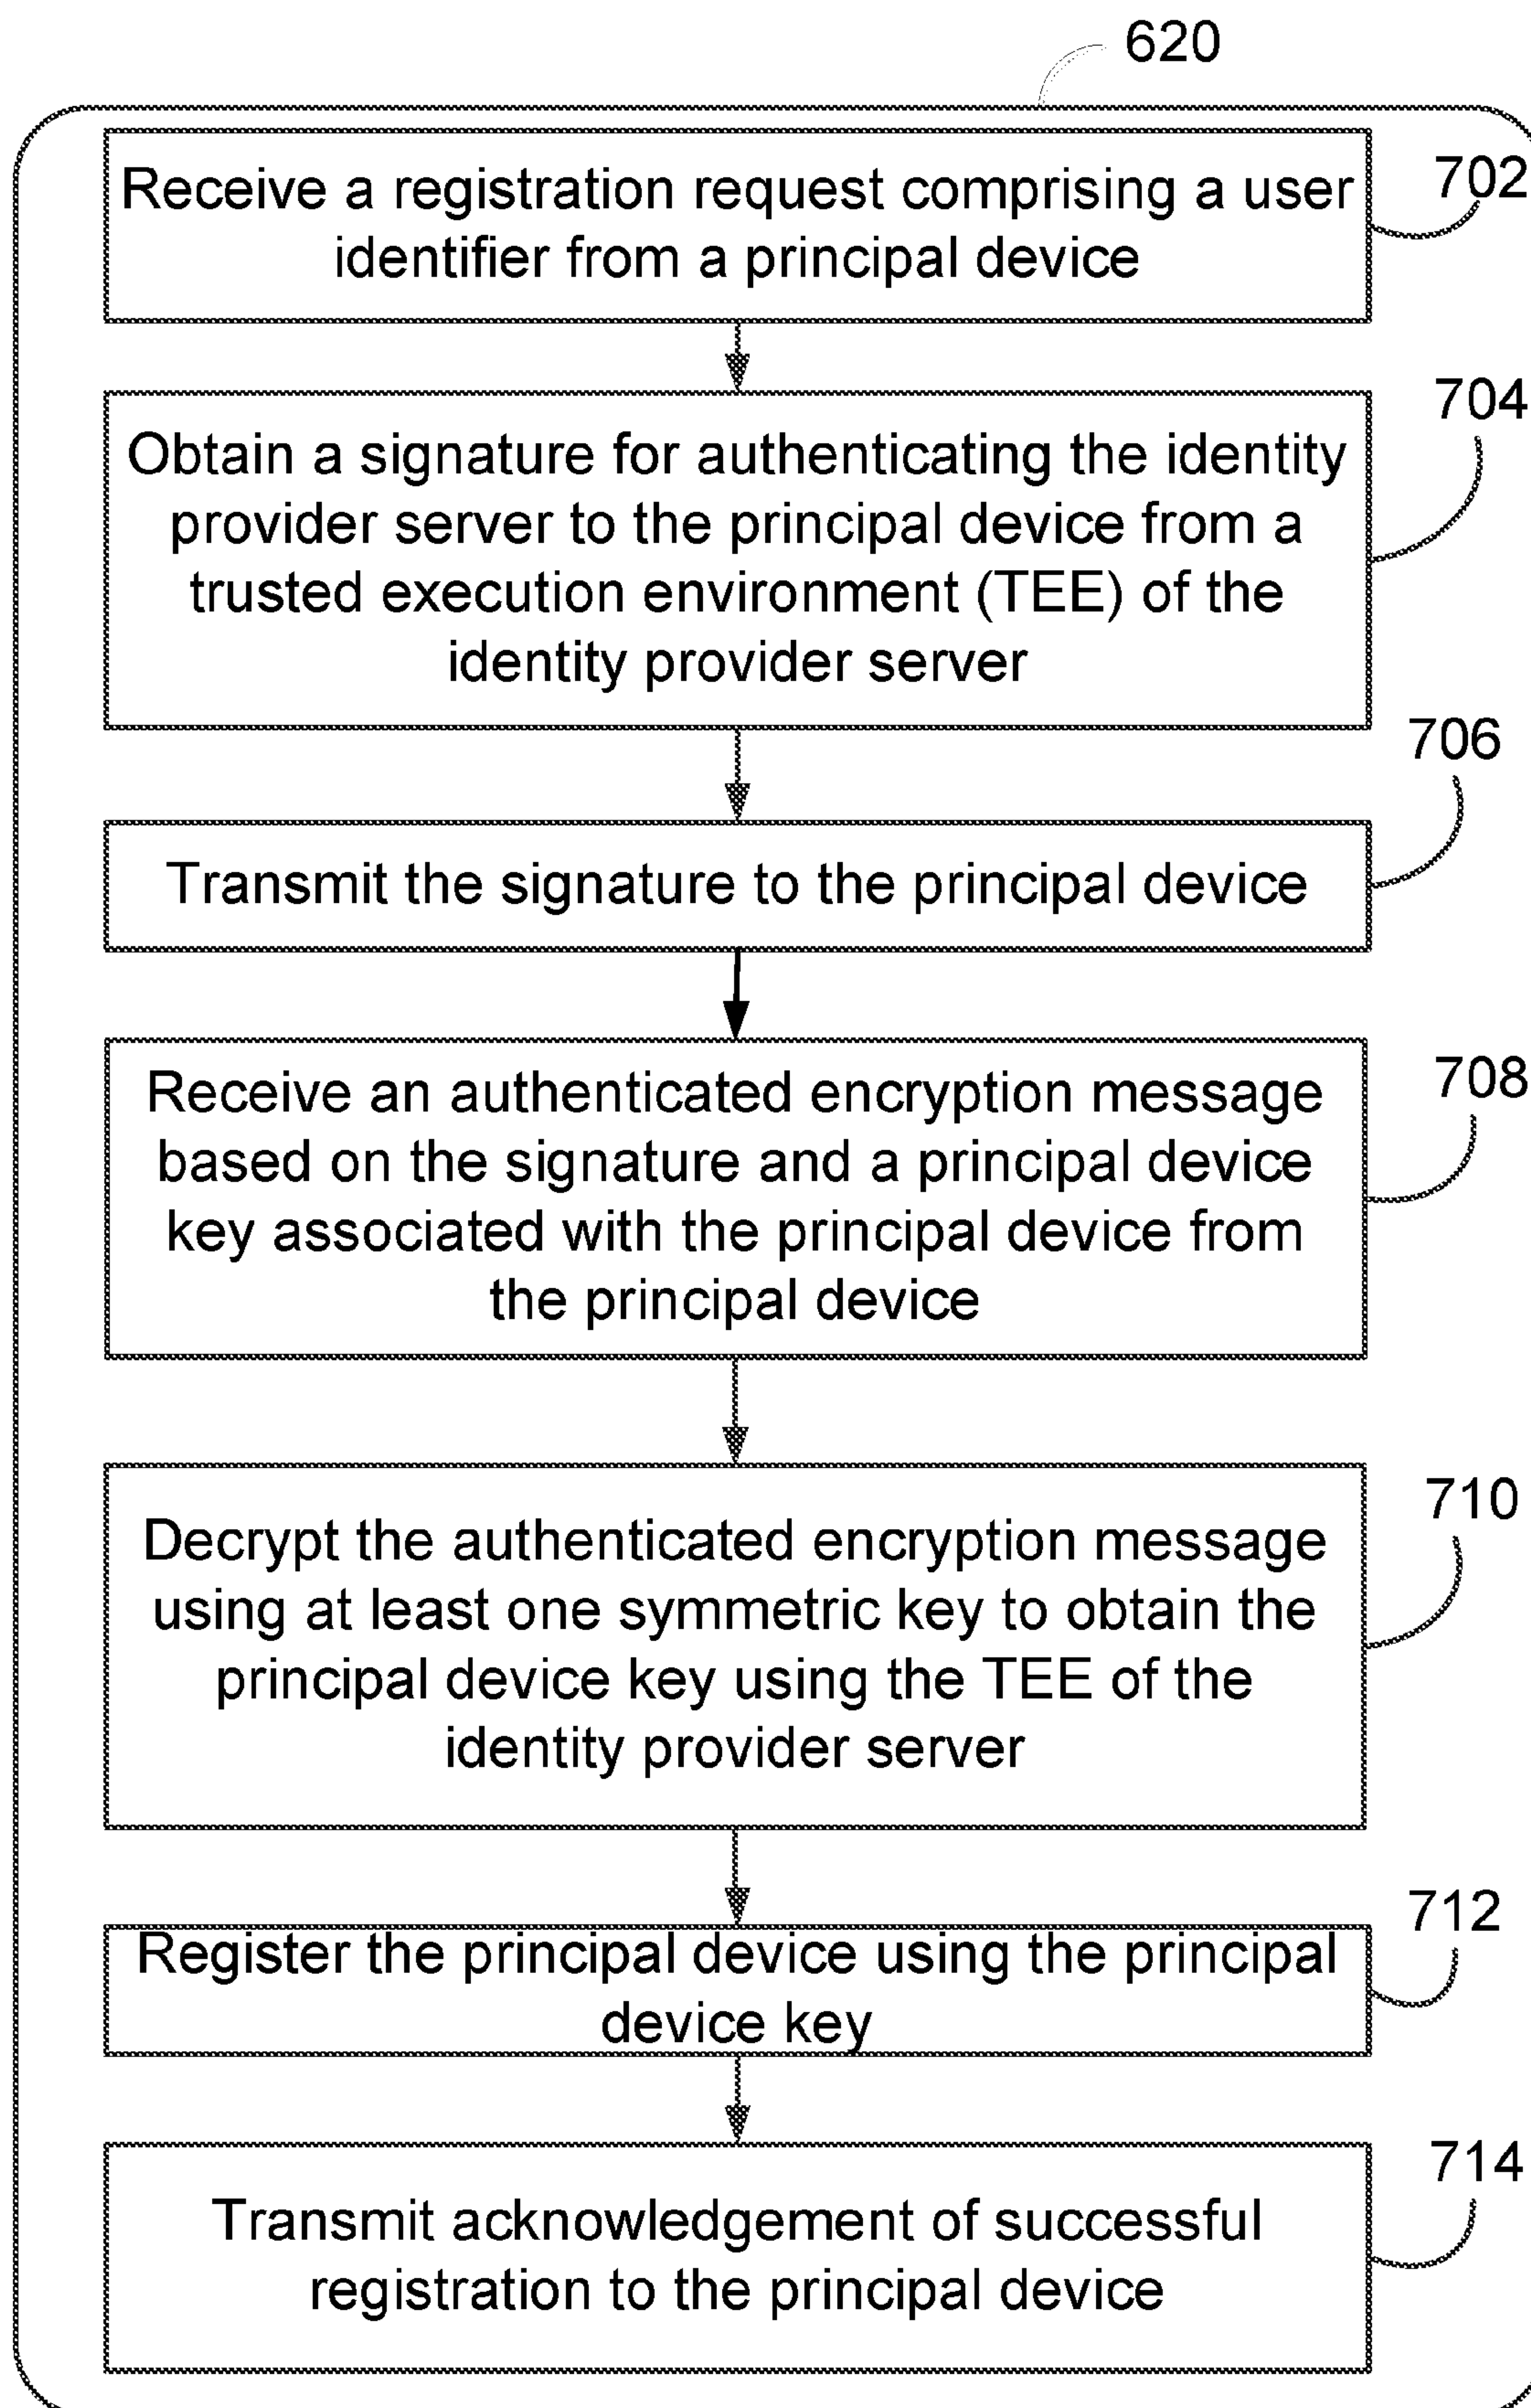 620
Receive a registration request comprising a user
identifier from a principal device
702
Obtain a signature for authenticating the identity
provider server to the principal device from a
trusted execution environment (TEE) of the
identity provider server
704
Transmit the signature to the principal device
706
Receive an authenticated encryption message
based on the signature and a principal device
key associated with the principal device from
the principal device
708
Decrypt the authenticated encryption message
using at least one symmetric key to obtain the
principal device key using the TEE of the
identity provider server
710
Register the principal device using the principal
device key
712
Transmit acknowledgement of successful
registration to the principal device
714